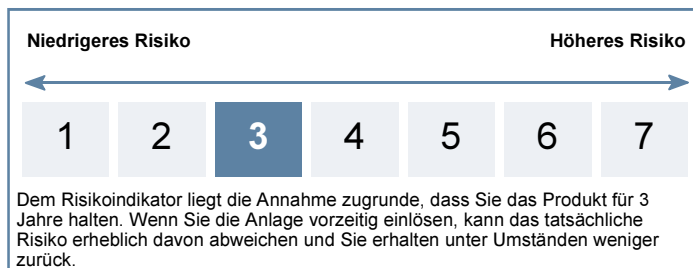 Niedrigeres Risiko Höheres Risiko
1 2 3 4 5 6 7
Dem Risikoindikator liegt die Annahme zugrunde, dass Sie das Produkt für 3
Jahre halten. Wenn Sie die Anlage vorzeitig einlösen, kann das tatsächliche
Risiko erheblich davon abweichen und Sie erhalten unter Umständen weniger
zurück.